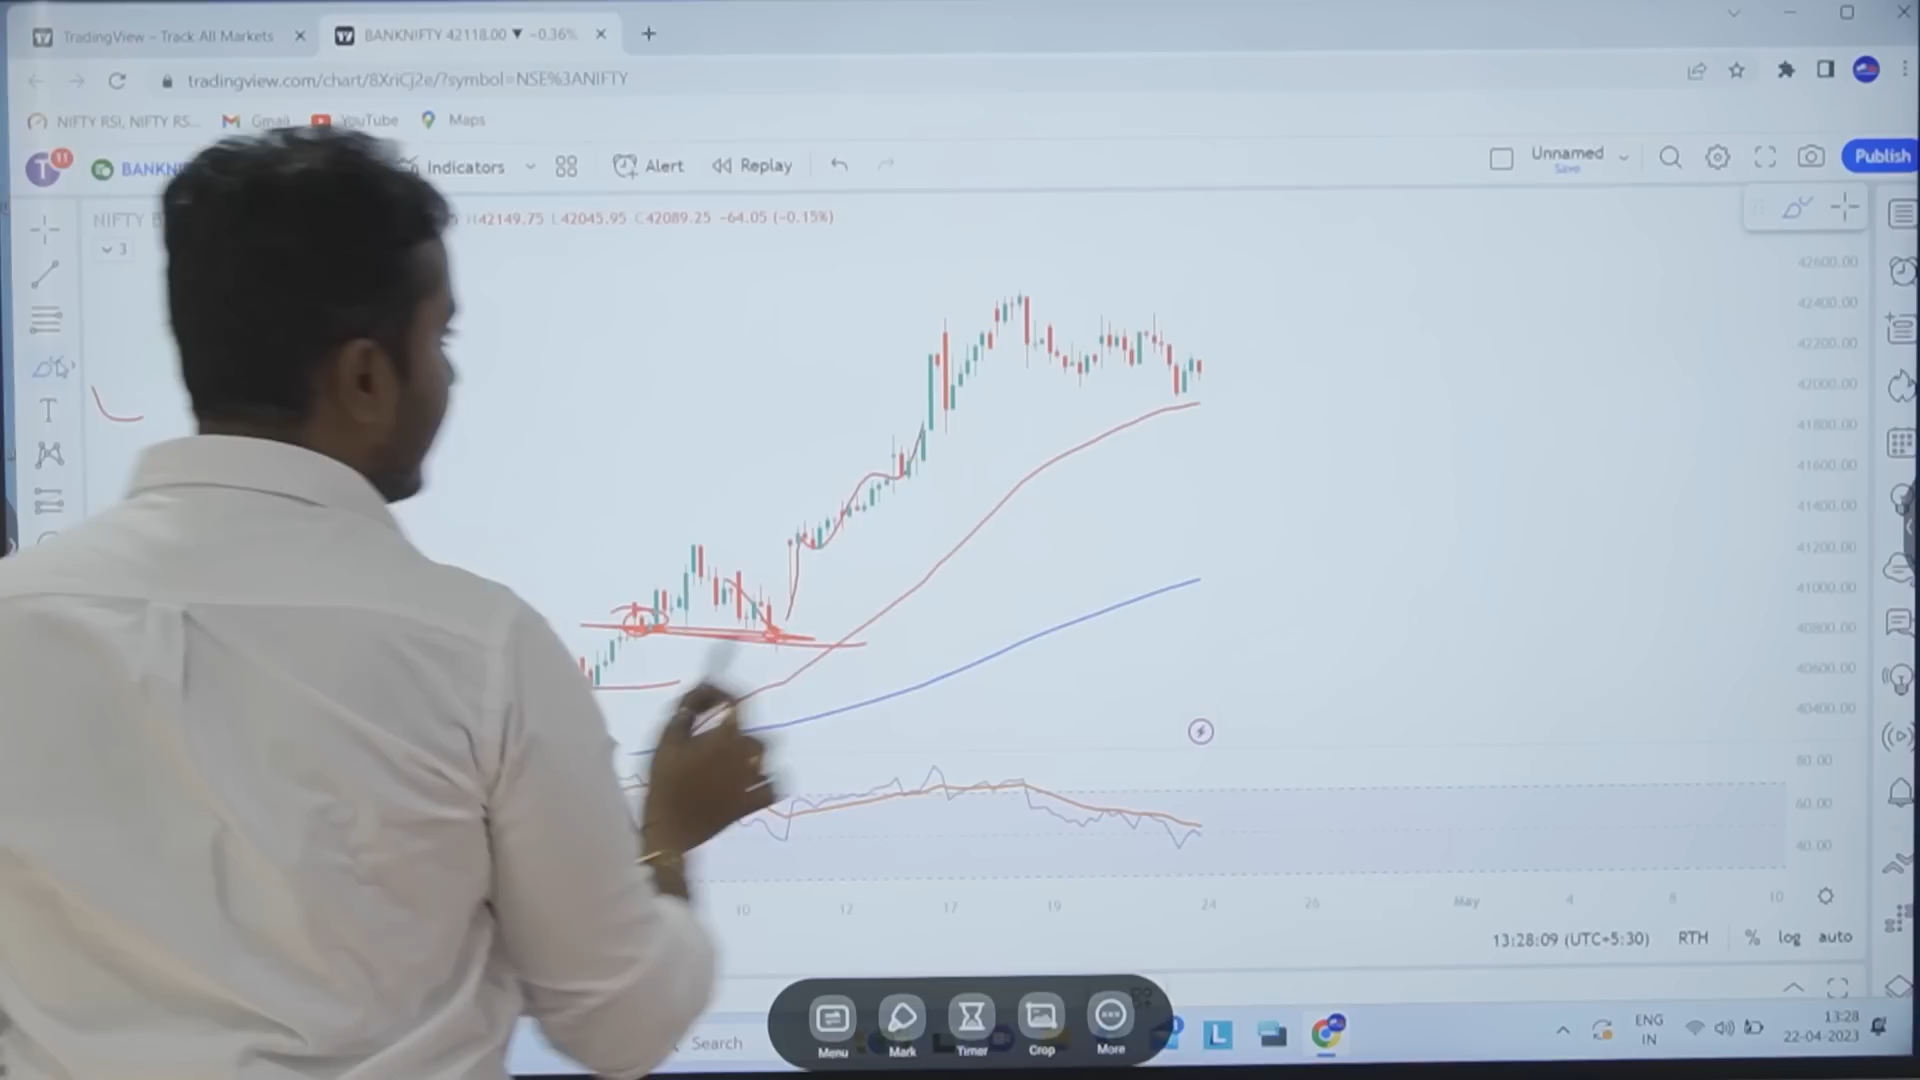 TradingView – Track All Markets
BANKNIFTY 42118.00 ▼ −0.36%
tradingview.com/chart/8XriCj2e/?symbol=NSE%3ANIFTY
NIFTY RSI, NIFTY RS...
Gmail
YouTube
Maps
T
11
BANKN
Indicators
Alert
Replay
Unnamed
Save
Publish
NIFTY B
H42149.75 L42045.95 C42089.25 −64.05 (−0.15%)
3
T
42600.00
42400.00
42200.00
42000.00
41800.00
41600.00
41400.00
41200.00
41000.00
40800.00
40600.00
40400.00
80.00
60.00
40.00
10
12
17
19
24
26
May
4
8
10
13:28:09 (UTC+5:30)
RTH
%
log
auto
Menu
Mark
Timer
Crop
More
Search
L
ENG
IN
13:28
22-04-2023